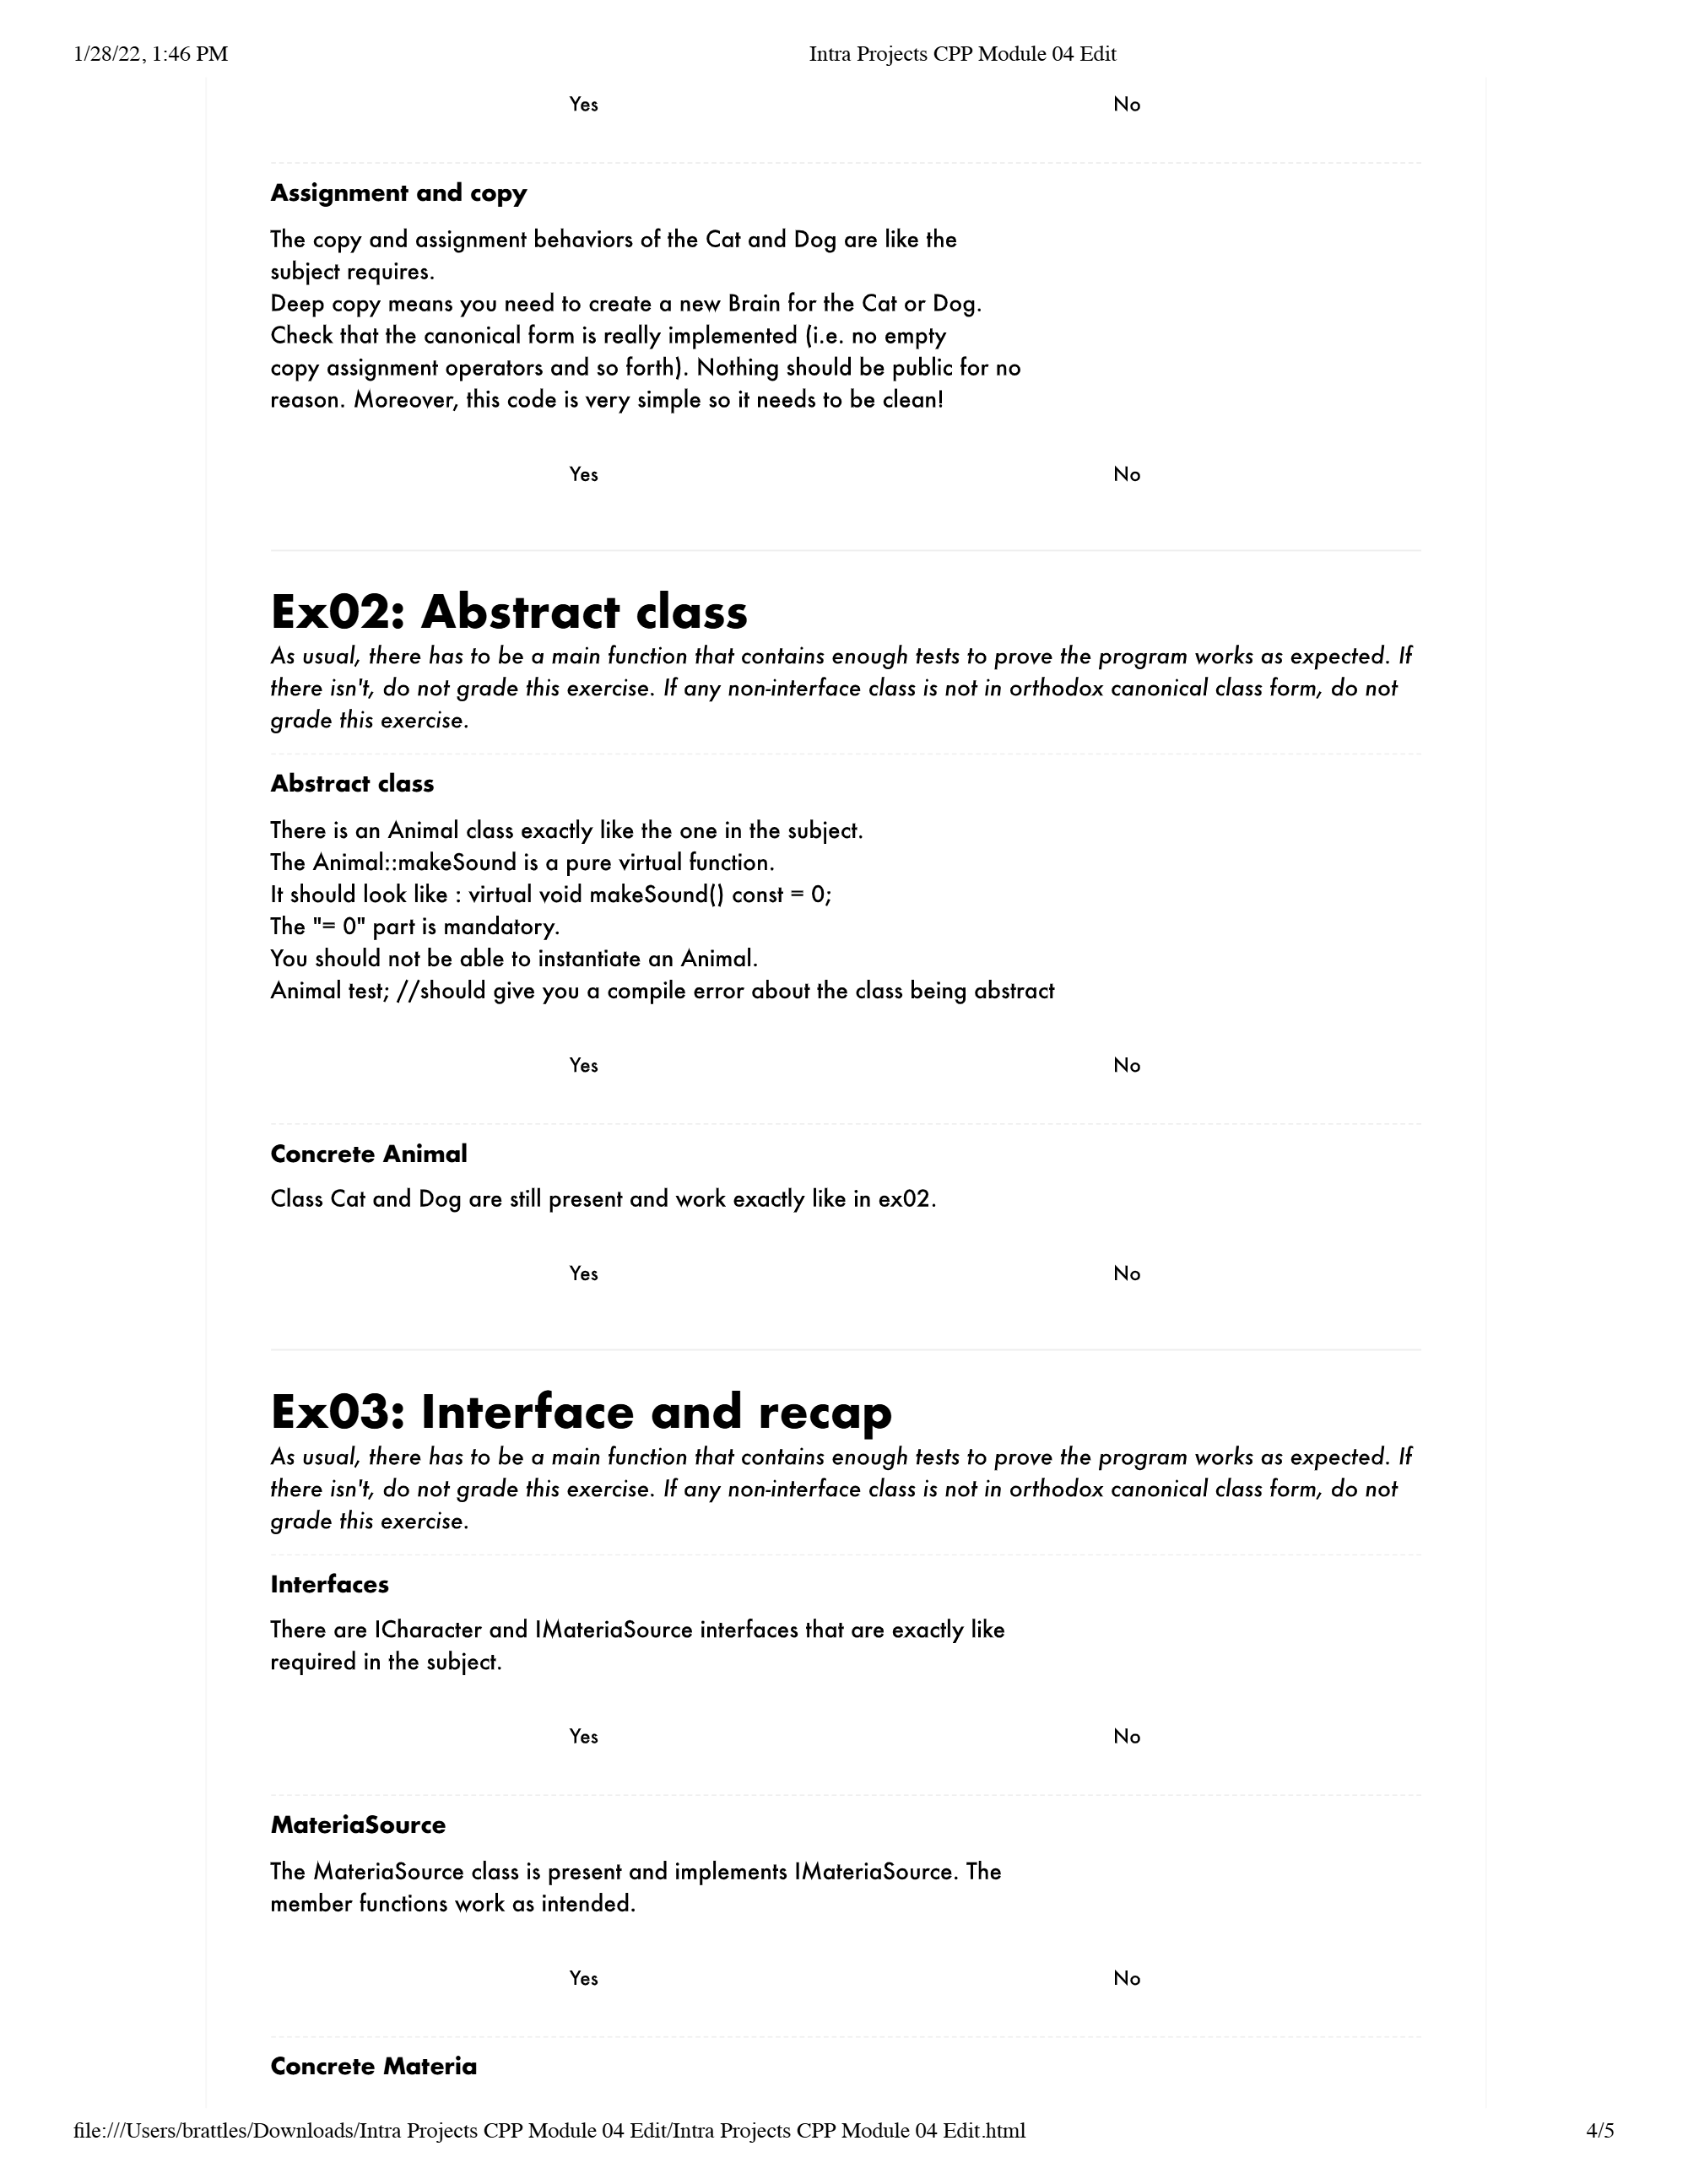 1/28/22, 1:46 PM Intra Projects CPP Module 04 Edit
Yes No
Assignment and copy
The copy and assignment behaviors of the Cat and Dog are like the
subject requires.
Deep copy means you need to create a new Brain for the Cat or Dog.
Check that the canonical form is really implemented (i.e. no empty
copy assignment operators and so forth). Nothing should be public for no
reason. Moreover, this code is very simple so it needs to be clean!
Yes No
Ex02: Abstract class
As usual, there has to be a main function that contains enough tests to prove the program works as expected. If
there isn't, do not grade this exercise. If any non-interface class is not in orthodox canonical class form, do not
grade this exercise.
Abstract class
There is an Animal class exactly like the one in the subject.
The Animal::makeSound is a pure virtual function.
It should look like : virtual void makeSound() const = 0;
The "= 0" part is mandatory.
You should not be able to instantiate an Animal.
Animal test; //should give you a compile error about the class being abstract
Yes No
Concrete Animal
Class Cat and Dog are still present and work exactly like in ex02.
Yes No
Ex03: Interface and recap
As usual, there has to be a main function that contains enough tests to prove the program works as expected. If
there isn't, do not grade this exercise. If any non-interface class is not in orthodox canonical class form, do not
grade this exercise.
Interfaces
There are ICharacter and IMateriaSource interfaces that are exactly like
required in the subject.
Yes No
MateriaSource
The MateriaSource class is present and implements IMateriaSource. The
member functions work as intended.
Yes No
Concrete Materia
file:///Users/brattles/Downloads/Intra Projects CPP Module 04 Edit/Intra Projects CPP Module 04 Edit.html 4/5